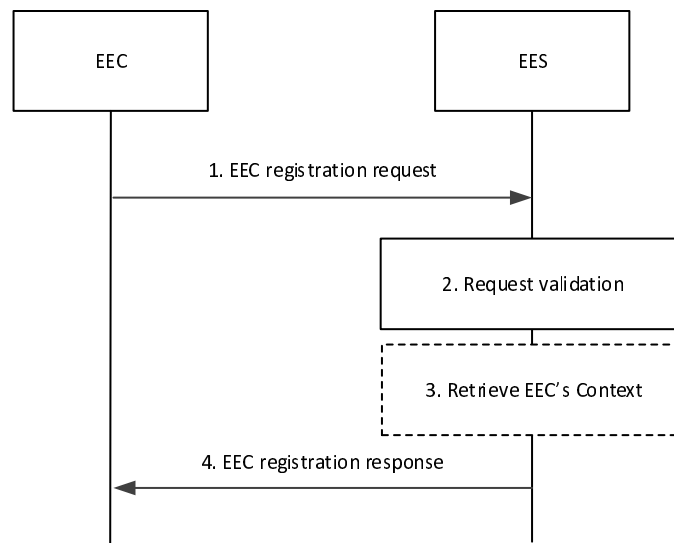 EEC
EES
1. EEC registration request
2. Request validation
3. Retrieve EEC’s Context
4. EEC registration response